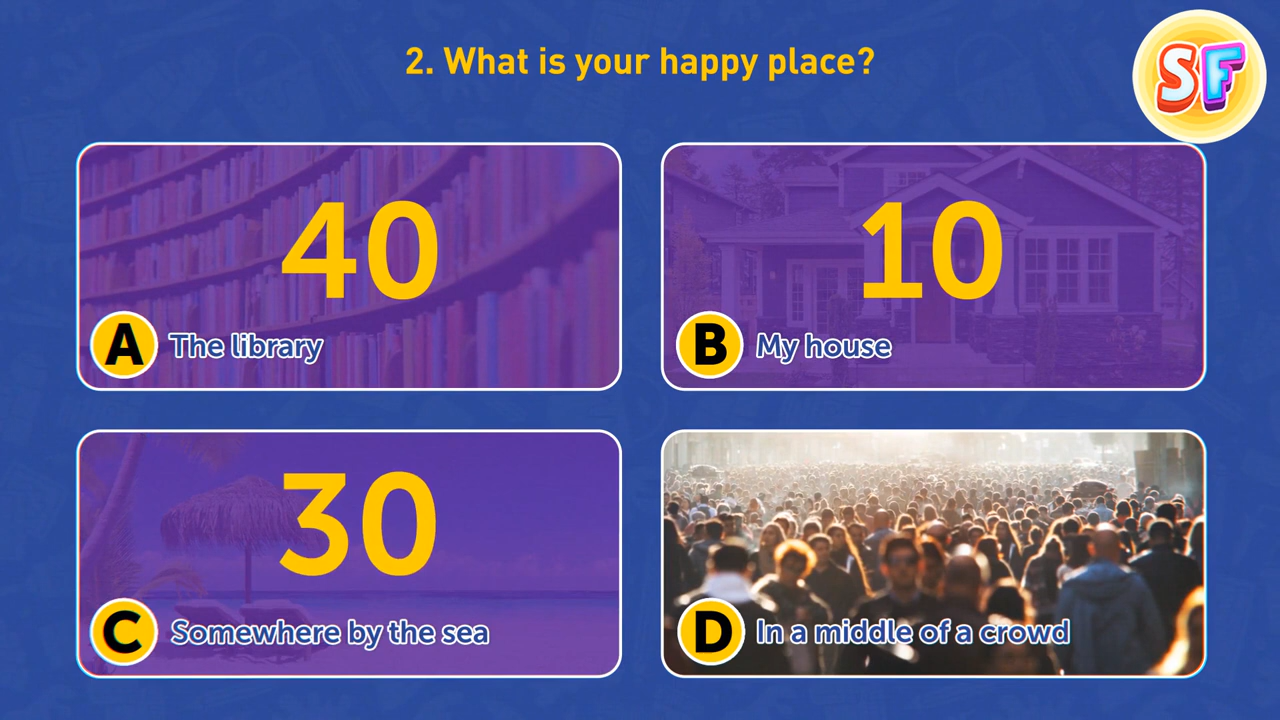 2. What is your happy place?
SF
40
A The library
10
B My house
30
C Somewhere by the sea
D In a middle of a crowd